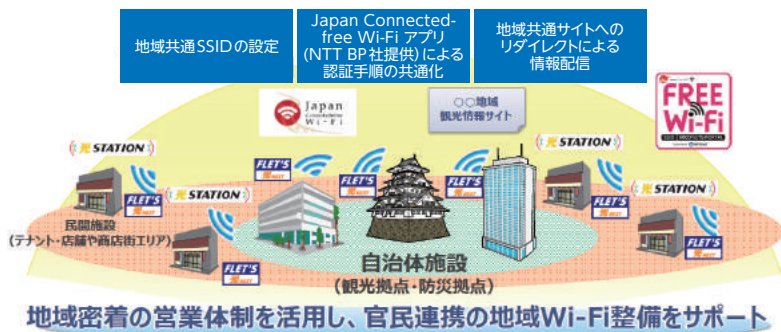 地域共通SSIDの設定
Japan Connected-
free Wi-Fi アプリ
(NTT BP社提供)による
認証手順の共通化
地域共通サイトへの
リダイレクトによる
情報配信
Japan
Wi-Fi
○○地域
観光情報サイト
FREE
Wi-Fi
光STATION
光STATION
光STATION
光STATION
FLET'S
FLET'S
FLET'S
FLET'S
FLET'S
FLET'S
FLET'S
民間施設
(テナント・店舗や商店街エリア)
自治体施設
(観光拠点・防災拠点)
地域密着の営業体制を活用し、官民連携の地域Wi-Fi整備をサポート